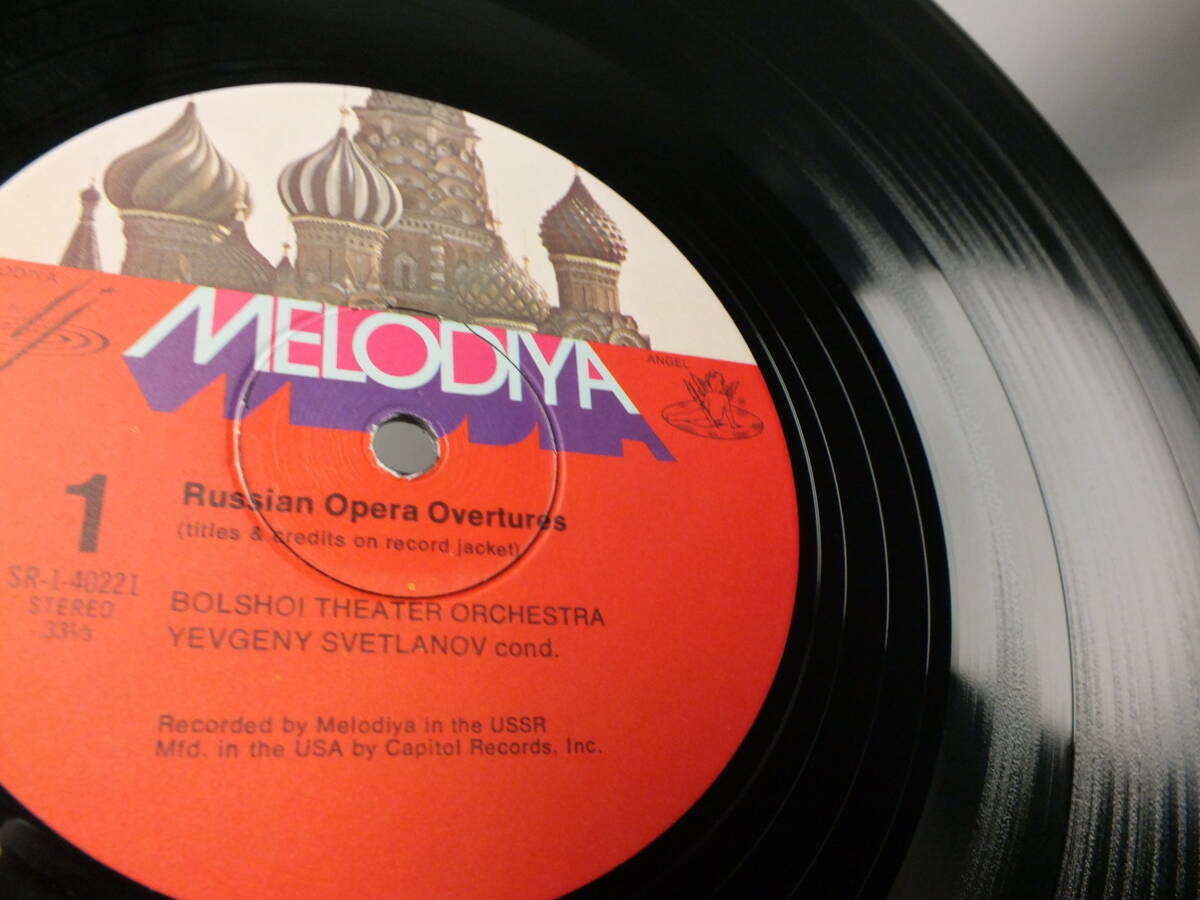 MELODIYA
ANGEL
®
1
Russian Opera Overtures
(titles & credits on record jacket)
SR-1-40221
STEREO
33⅓
BOLSHOI THEATER ORCHESTRA
YEVGENY SVETLANOV cond.
Recorded by Melodiya in the USSR
Mfd. in the USA by Capitol Records, Inc.